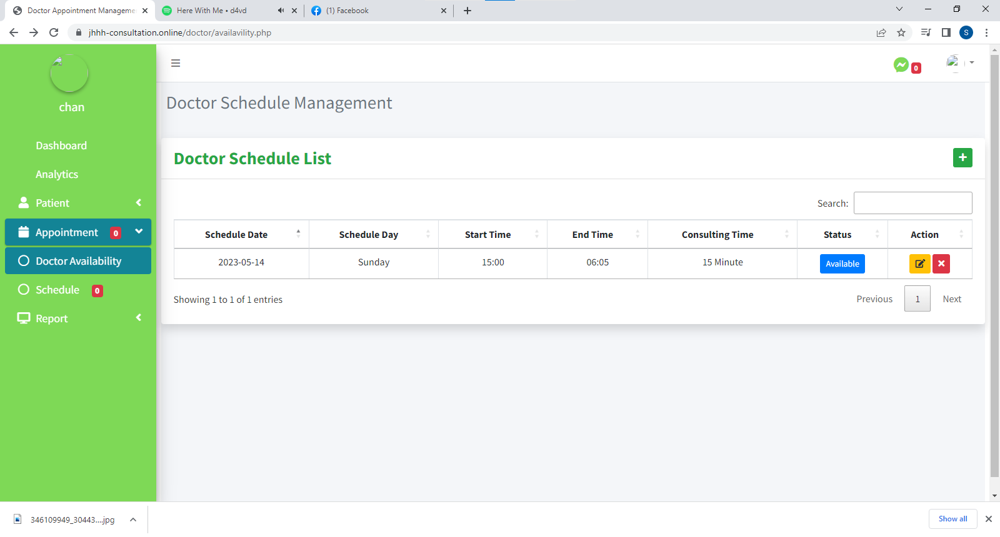 Doctor Appointment Manageme
Here With Me • d4vd
(1) Facebook
jhhh-consultation.online/doctor/availavility.php
S
chan
Dashboard
Analytics
Patient
Appointment 0
Doctor Availability
Schedule 0
Report
0
Doctor Schedule Management
Doctor Schedule List
+
Search:
Schedule Date Schedule Day Start Time End Time Consulting Time Status Action
2023-05-14 Sunday 15:00 06:05 15 Minute Available
Showing 1 to 1 of 1 entries
Previous 1 Next
346109949_30443....jpg
Show all